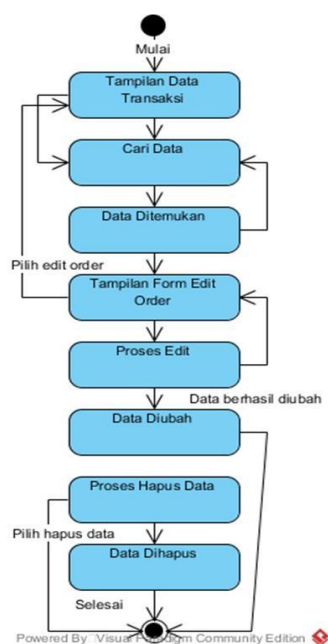 Mulai
Tampilan Data
Transaksi
Cari Data
Data Ditemukan
Pilih edit order
Tampilan Form Edit
Order
Proses Edit
Data berhasil diubah
Data Diubah
Proses Hapus Data
Pilih hapus data
Data Dihapus
Selesai
Powered By Visual Paradigm Community Edition